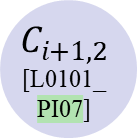 C_{i+1,2}
[L0101_
PI07]